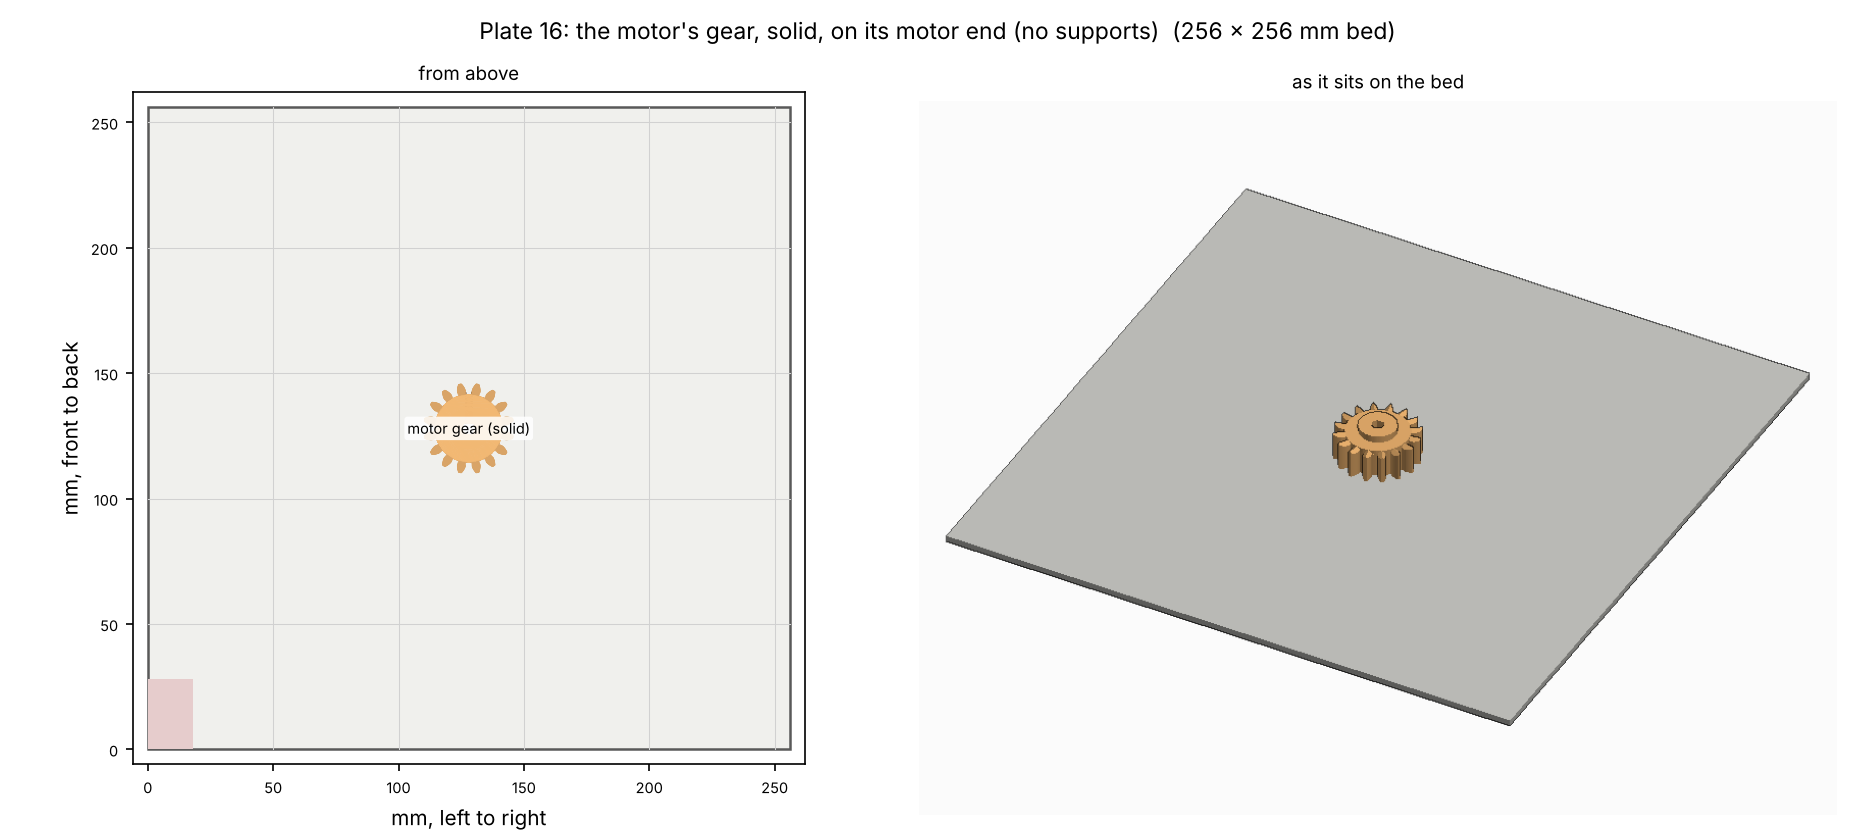 Plate 16: the motor's gear, solid, on its motor end (no supports)  (256 × 256 mm bed)
from above
250
200
150
100
50
0
mm, front to back
motor gear (solid)
0
50
100
150
200
250
mm, left to right
as it sits on the bed